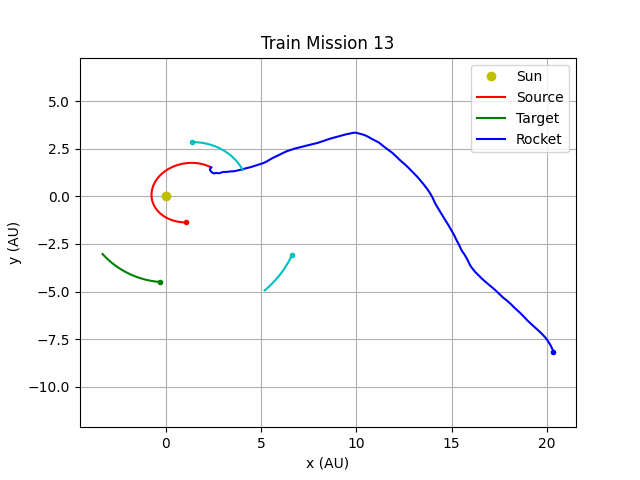 Train Mission 13
Sun
Source
Target
Rocket
5.0
2.5
0.0
−2.5
−5.0
−7.5
−10.0
y (AU)
0 5 10 15 20
x (AU)